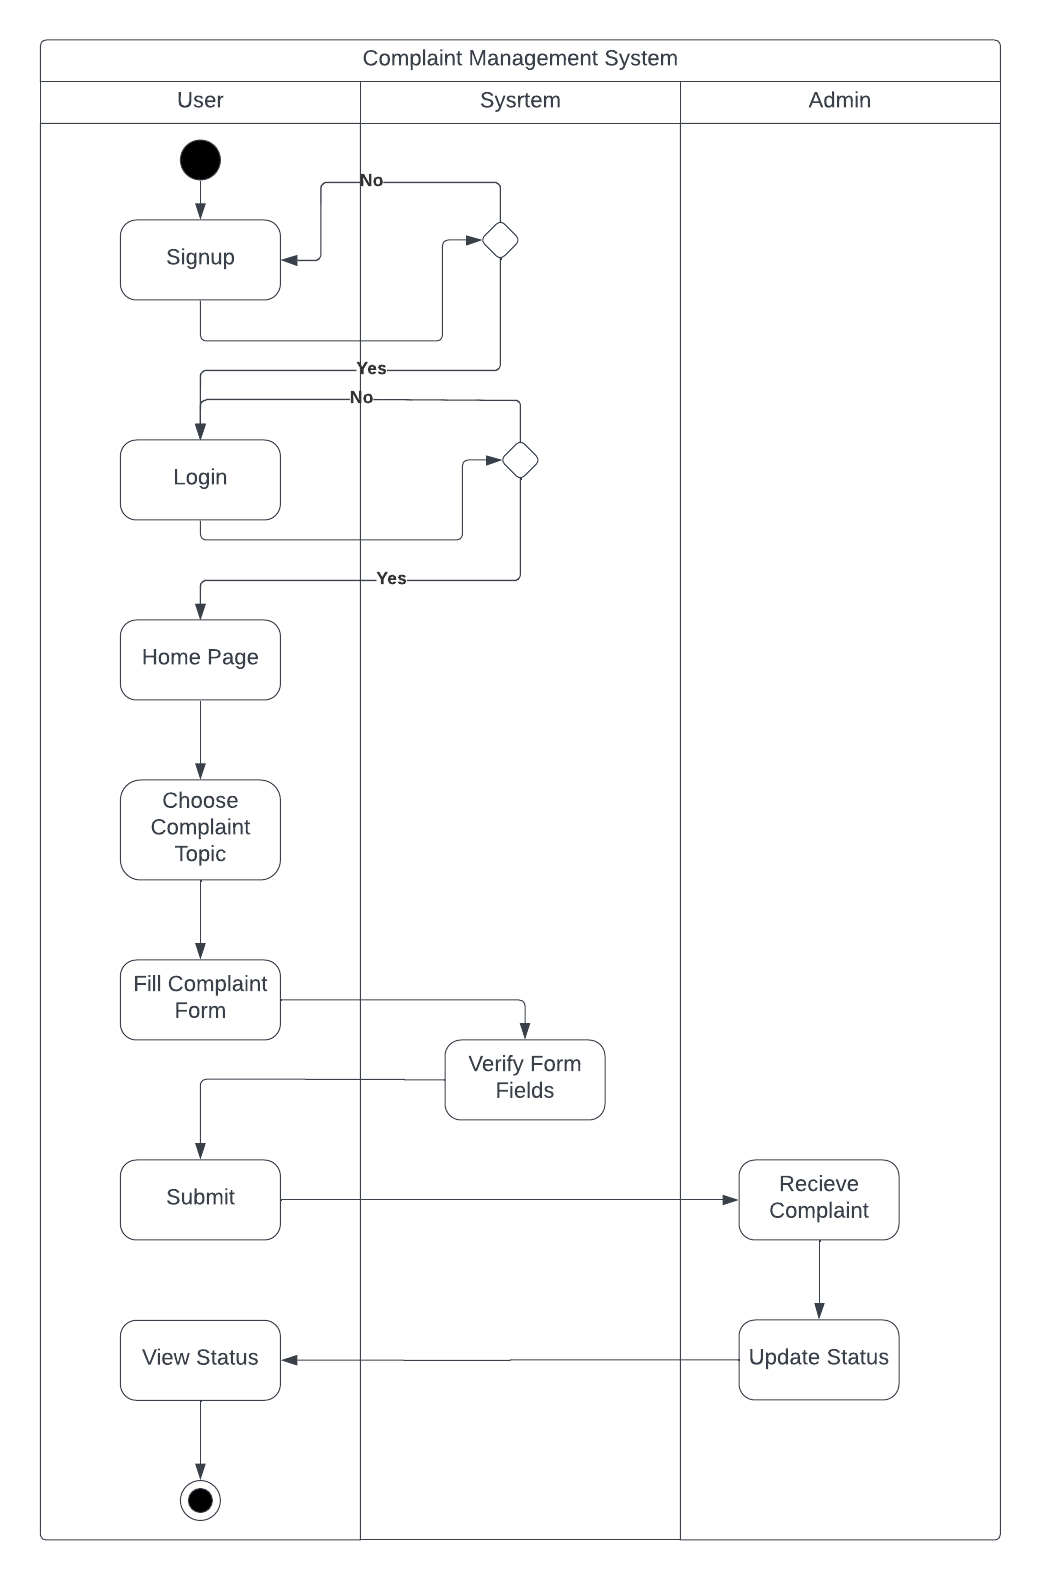 Complaint Management System
User
Sysrtem
Admin
No
Signup
Yes
No
Login
Yes
Home Page
Choose
Complaint
Topic
Fill Complaint
Form
Verify Form
Fields
Submit
Recieve
Complaint
View Status
Update Status